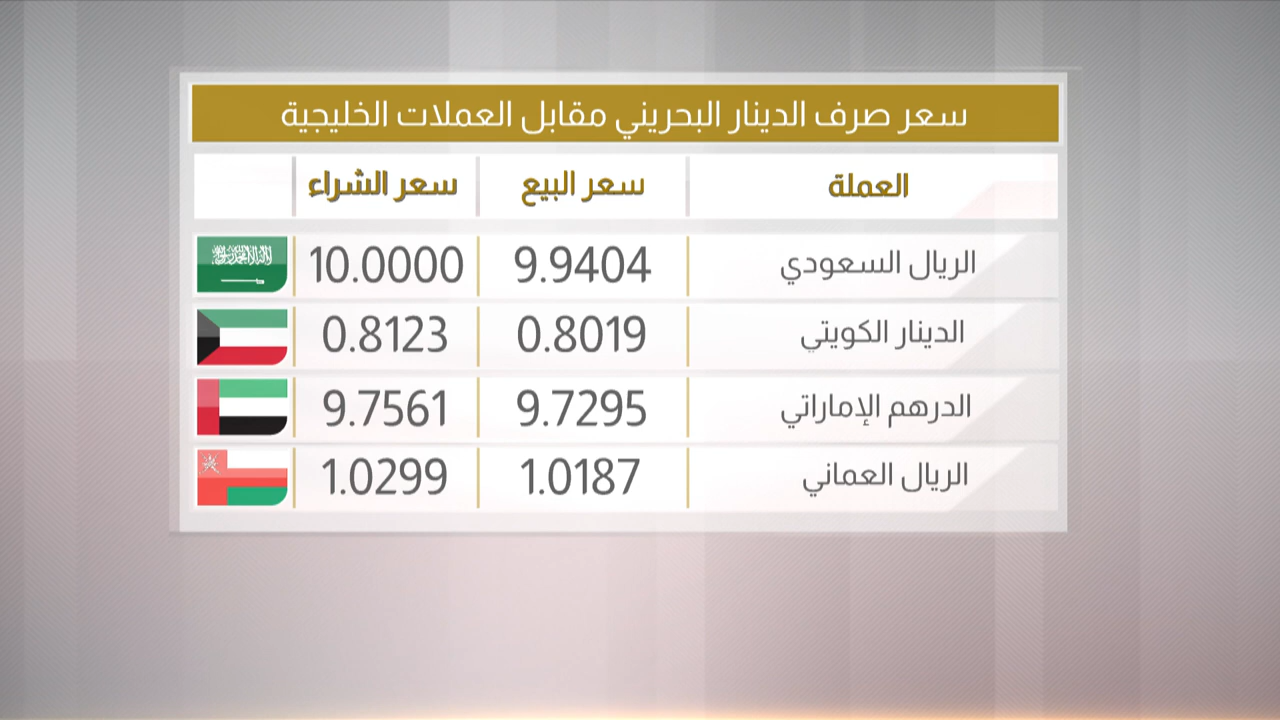 سعر صرف الدينار البحريني مقابل العملات الخليجية
العملة سعر البيع سعر الشراء
الريال السعودي 9.9404 10.0000
الدينار الكويتي 0.8019 0.8123
الدرهم الإماراتي 9.7295 9.7561
الريال العماني 1.0187 1.0299